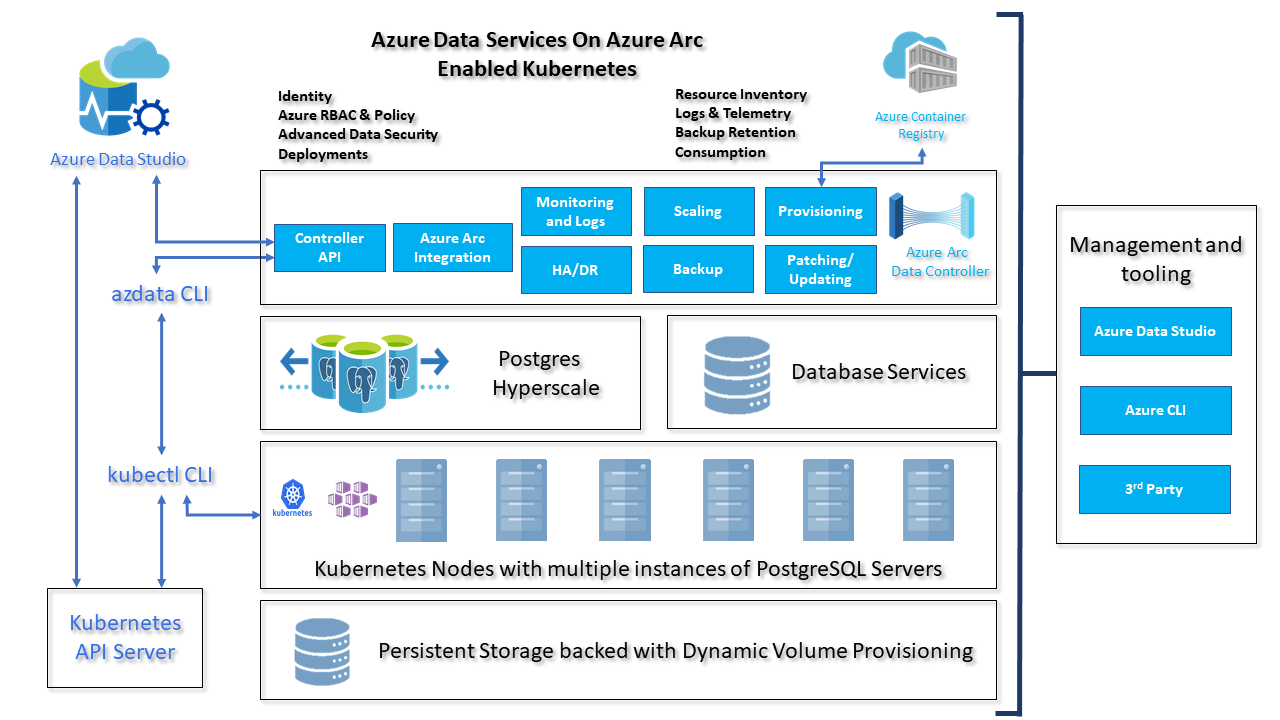 Azure Data Services On Azure Arc
Enabled Kubernetes
Identity
Azure RBAC & Policy
Advanced Data Security
Deployments
Resource Inventory
Logs & Telemetry
Backup Retention
Consumption
Azure Container
Registry
Azure Data Studio
Controller
API
Azure Arc
Integration
Monitoring
and Logs
HA/DR
Scaling
Backup
Provisioning
Patching/
Updating
Azure Arc
Data Controller
azdata CLI
Postgres
Hyperscale
Database Services
kubectl CLI
kubernetes
Kubernetes Nodes with multiple instances of PostgreSQL Servers
Kubernetes
API Server
Persistent Storage backed with Dynamic Volume Provisioning
Management and
tooling
Azure Data Studio
Azure CLI
3rd Party